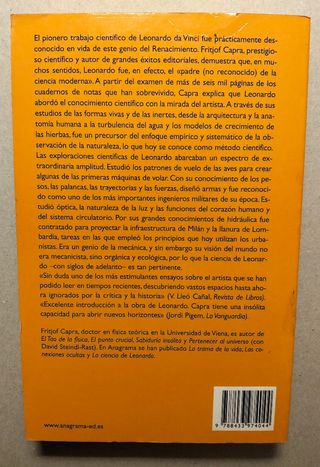 El pionero trabajo científico de Leonardo da Vinci fue prácticamente des-
conocido en vida de este genio del Renacimiento. Fritjof Capra, prestigio-
so científico y autor de grandes éxitos editoriales, demuestra que, en mu-
chos sentidos, Leonardo fue, en efecto, el «padre (no reconocido) de la
ciencia moderna». A partir del examen de más de seis mil páginas de los
cuadernos de notas que han sobrevivido, Capra explica que Leonardo
abordó el conocimiento científico con la mirada del artista. A través de sus
estudios de las formas vivas y de las inertes, desde la arquitectura y la ana-
tomía humana a la turbulencia del agua y los modelos de crecimiento de
las hierbas, fue un precursor del enfoque empírico y sistemático de la ob-
servación de la naturaleza, lo que hoy se conoce como método científico.
Las exploraciones científicas de Leonardo abarcaban un espectro de ex-
traordinaria amplitud. Estudió los patrones de vuelo de las aves para crear
algunas de las primeras máquinas de volar. Con su conocimiento de los pe-
sos, las palancas, las trayectorias y las fuerzas, diseñó armas y fue reconoci-
do como uno de los más importantes ingenieros militares de su época. Es-
tudió óptica, la naturaleza de la luz y las funciones del corazón humano y
del sistema circulatorio. Por sus grandes conocimientos de hidráulica fue
contratado para proyectar la infraestructura de Milán y la llanura de Lom-
bardía, tareas en las que empleó los principios que hoy utilizan los urba-
nistas. Era un genio de la mecánica, y sin embargo su visión del mundo no
era mecanicista, sino orgánica y ecológica, por lo que la ciencia de Leonar-
do –con siglos de adelanto– es tan pertinente.
«Sin duda uno de los más estimulantes ensayos sobre el artista que se han
podido leer en tiempos recientes, descubriendo vastos espacios hasta aho-
ra ignorados por la crítica y la historia» (V. Lleó Cañal, Revista de Libros).
«Excelente introducción a la obra de Leonardo. Capra tiene una insólita
capacidad para abrir nuevos horizontes» (Jordi Pigem, La Vanguardia).
Fritjof Capra, doctor en física teórica en la Universidad de Viena, es autor de
El Tao de la física, El punto crucial, Sabiduría insólita y Pertenecer al universo (con
David Steindl-Rast). En Anagrama se han publicado La trama de la vida, Las co-
nexiones ocultas y La ciencia de Leonardo.
www.anagrama-ed.es
9 788433 974044